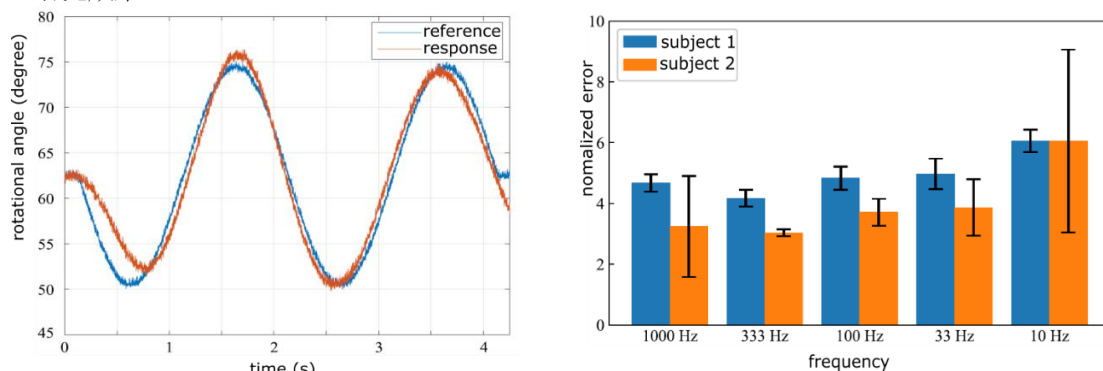 80
75
70
65
60
55
50
45
rotational angle (degree)
reference
response
0
1
2
3
4
time (s)
10
8
6
4
2
0
normalized error
subject 1
subject 2
1000 Hz
333 Hz
100 Hz
33 Hz
10 Hz
frequency